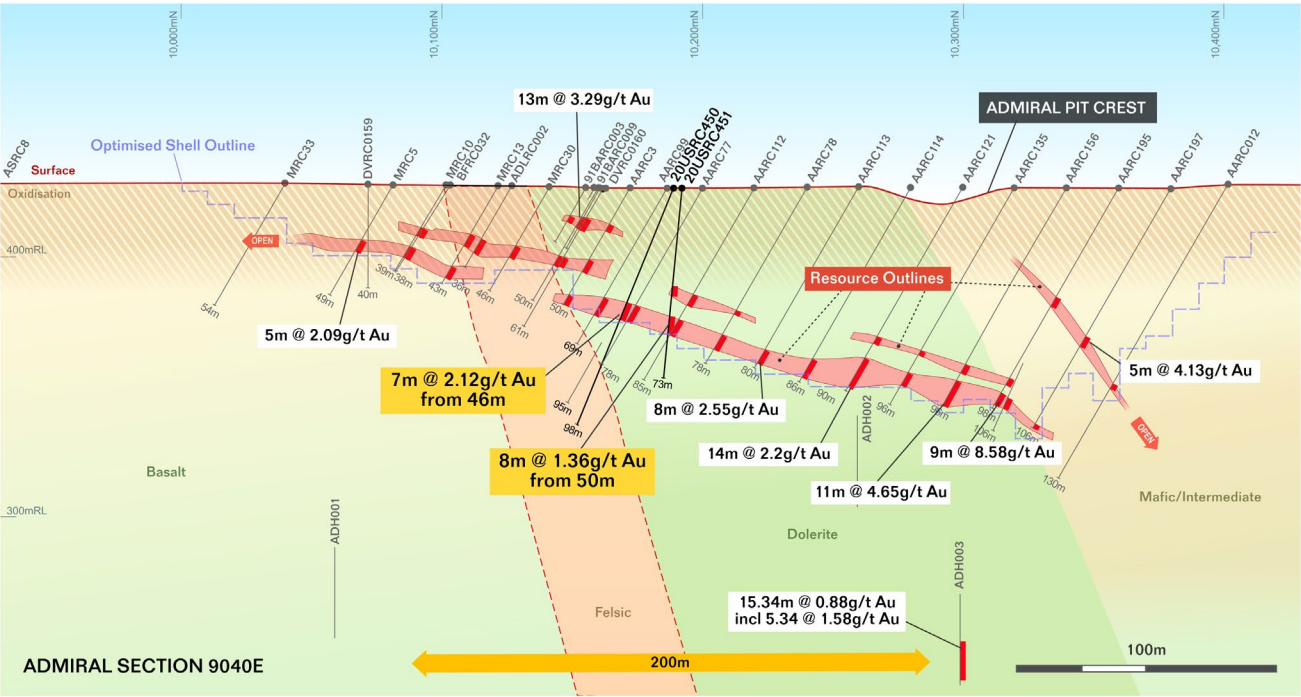 10,000mN
10,100mN
10,200mN
10,300mN
10,400mN
13m @ 3.29g/t Au
ADMIRAL PIT CREST
Optimised Shell Outline
Surface
Oxidisation
ASRC8
MRC33
DVRC0159
MRC5
MRC10
BFRC032
MRC13
ADLRC002
MRC30
91BARC003
91BARC009
DVRC0160
AARC3
AARC99
20USRC450
20USRC451
AARC77
AARC112
AARC78
AARC113
AARC114
AARC121
AARC135
AARC156
AARC195
AARC197
AARC012
OPEN
400mRL
Resource Outlines
54m
49m
40m
39m
38m
43m
36m
46m
50m
61m
50m
69m
78m
95m
98m
85m
73m
78m
80m
86m
90m
96m
96m
98m
106m
106m
130m
5m @ 2.09g/t Au
7m @ 2.12g/t Au
from 46m
8m @ 2.55g/t Au
5m @ 4.13g/t Au
OPEN
8m @ 1.36g/t Au
from 50m
14m @ 2.2g/t Au
ADH002
9m @ 8.58g/t Au
11m @ 4.65g/t Au
Basalt
Mafic/Intermediate
300mRL
ADH001
Dolerite
ADH003
Felsic
15.34m @ 0.88g/t Au
incl 5.34 @ 1.58g/t Au
ADMIRAL SECTION 9040E
200m
100m